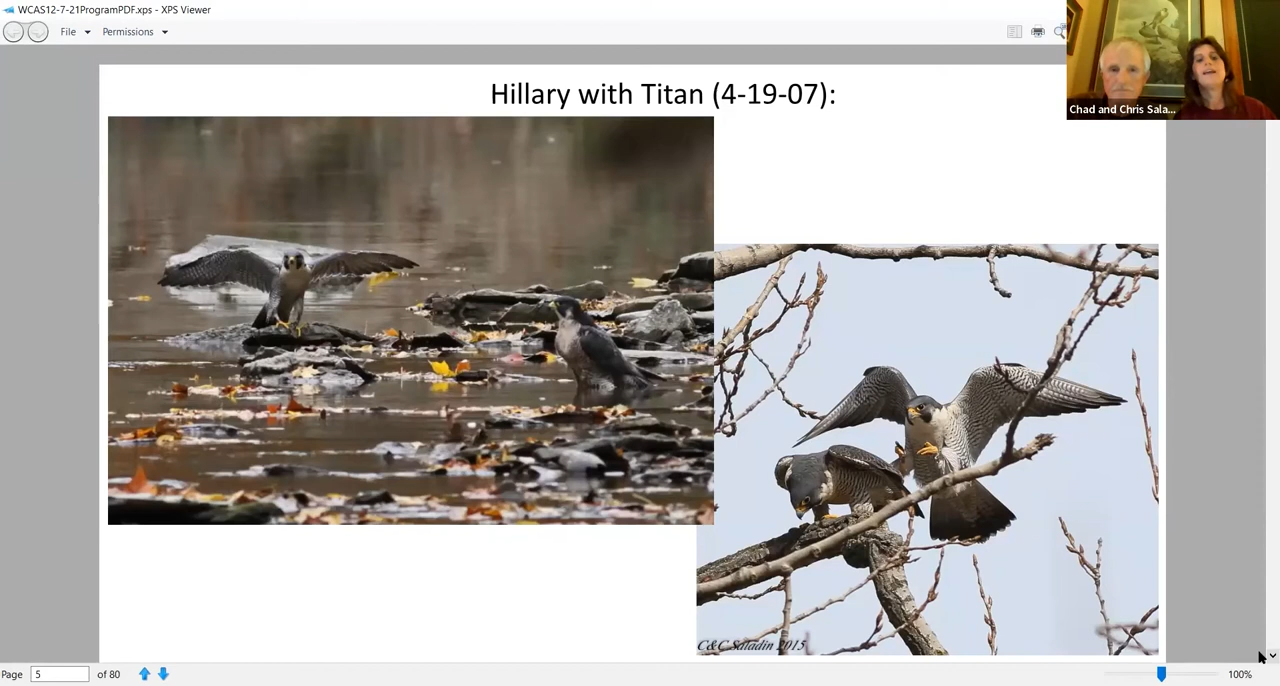 WCAS12-7-21ProgramPDF.xps - XPS Viewer
File Permissions
Chad and Chris Sala...
Hillary with Titan (4-19-07):
C&C Saladin 2015
Page 5 of 80
100%